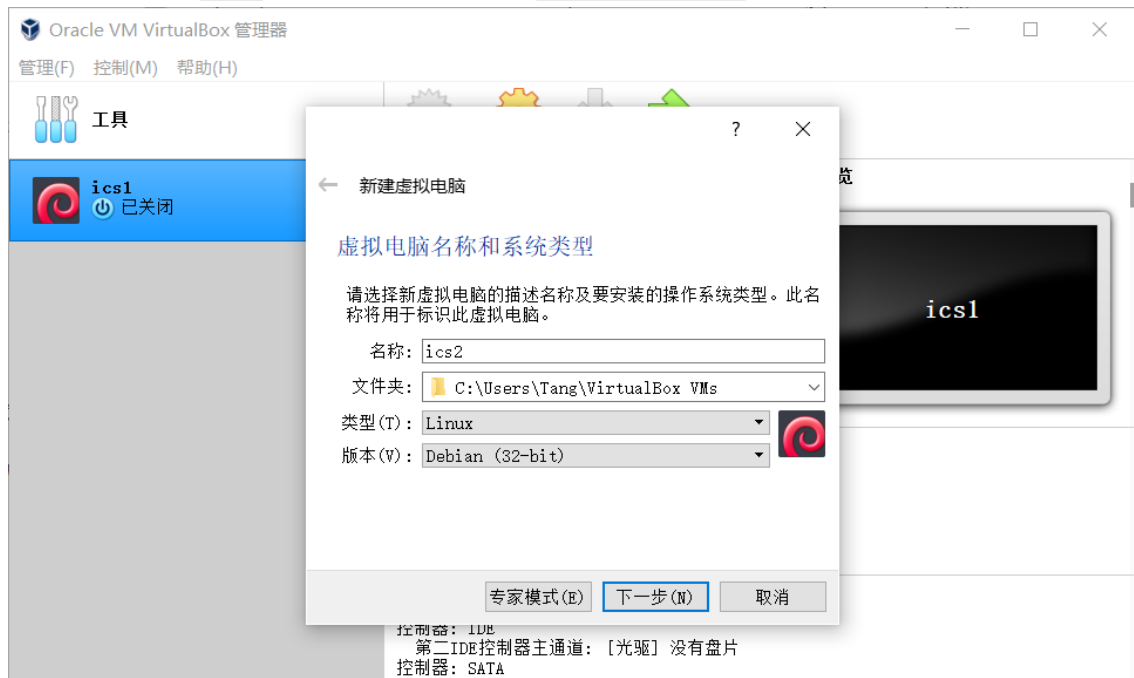 Oracle VM VirtualBox 管理器
管理(F) 控制(M) 帮助(H)
工具
ics1
已关闭
?
新建虚拟电脑
虚拟电脑名称和系统类型
请选择新虚拟电脑的描述名称及要安装的操作系统类型。此名
称将用于标识此虚拟电脑。
名称: ics2
文件夹: C:\Users\Tang\VirtualBox VMs
类型(T): Linux
版本(V): Debian (32-bit)
专家模式(E) 下一步(N) 取消
览
ics1
控制器: IDE
第二IDE控制器主通道: [光驱] 没有盘片
控制器: SATA